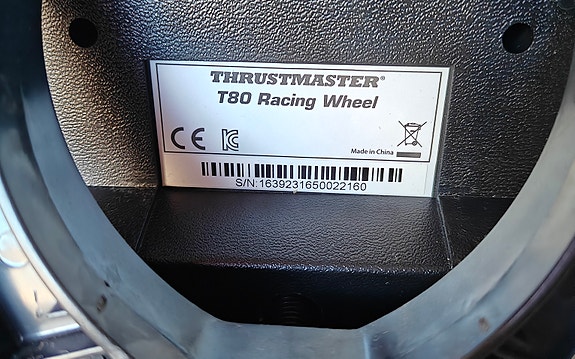 THRUSTMASTER®
T80 Racing Wheel
CE
Made in China
S/N:1639231650022160